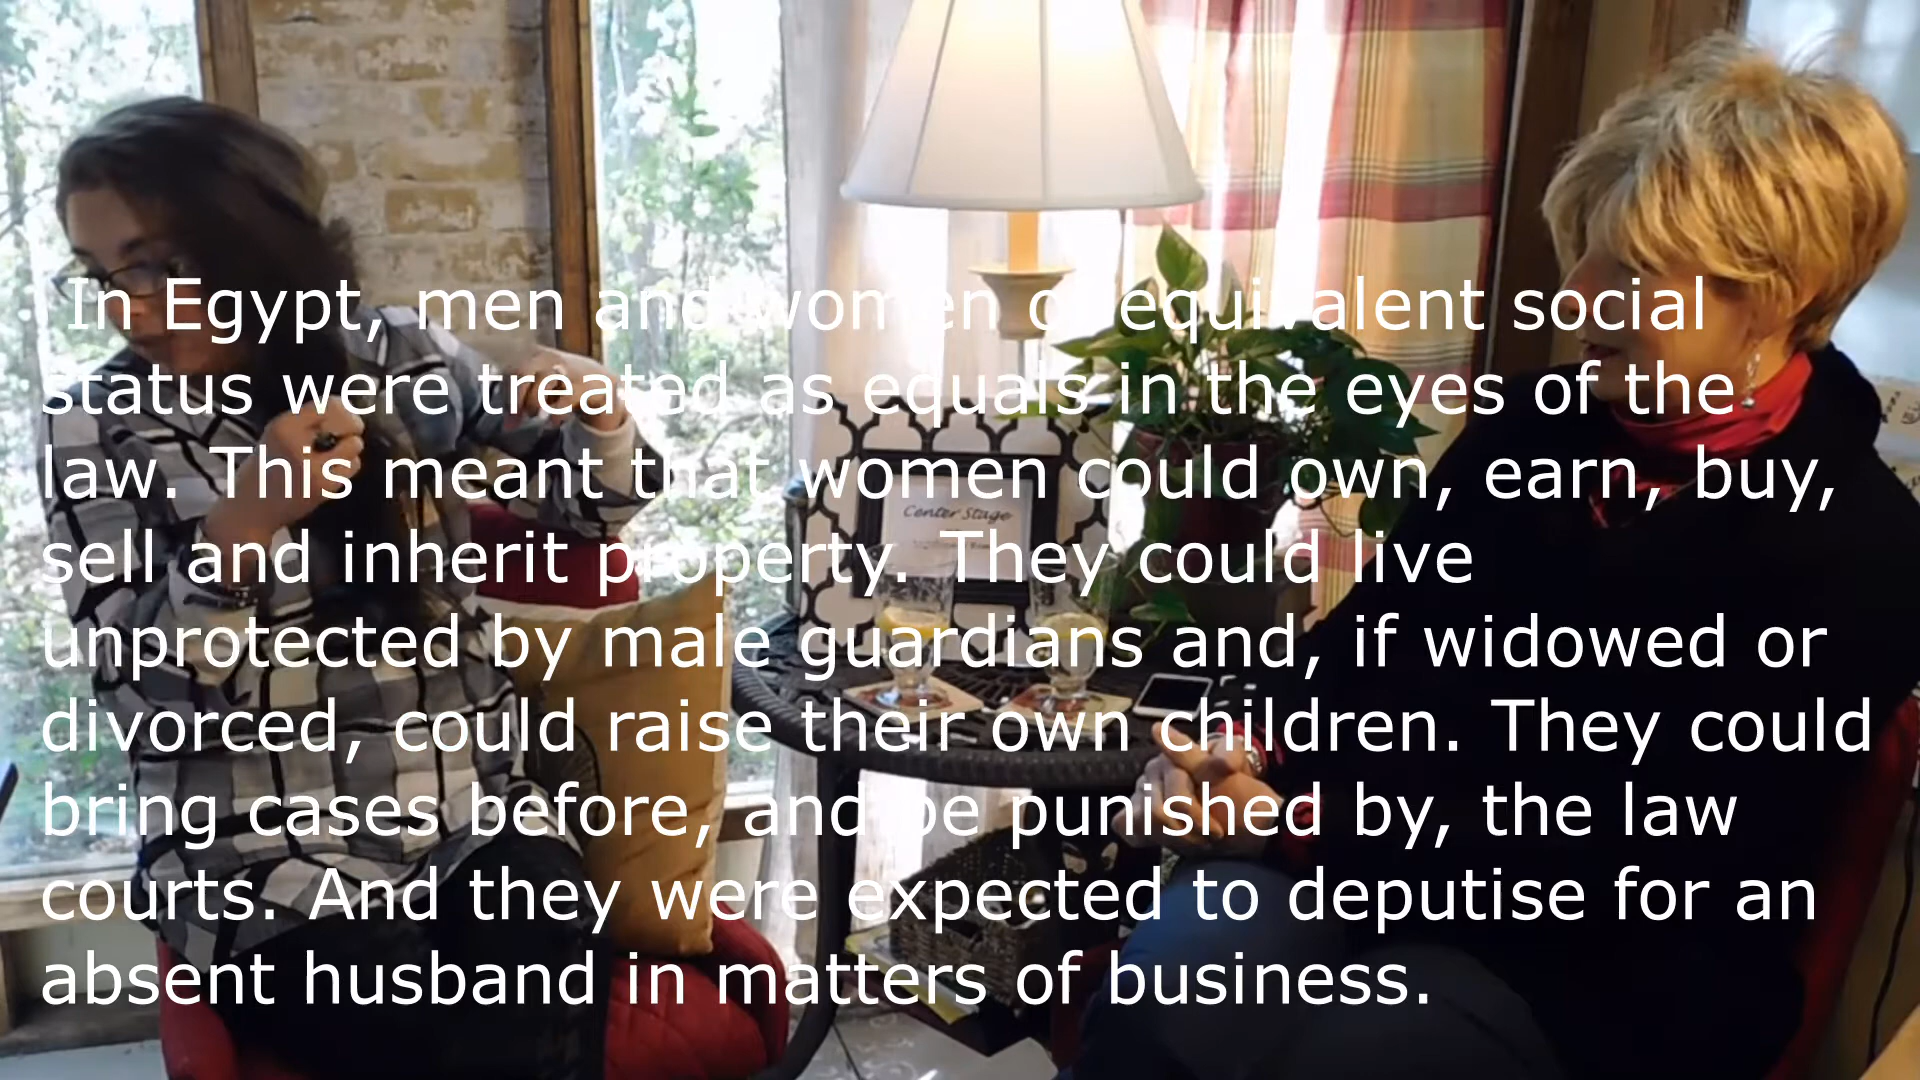 In Egypt, men and women of equivalent social
status were treated as equals in the eyes of the
law. This meant that women could own, earn, buy,
sell and inherit property. They could live
unprotected by male guardians and, if widowed or
divorced, could raise their own children. They could
bring cases before, and be punished by, the law
courts. And they were expected to deputise for an
absent husband in matters of business.
Center Stage